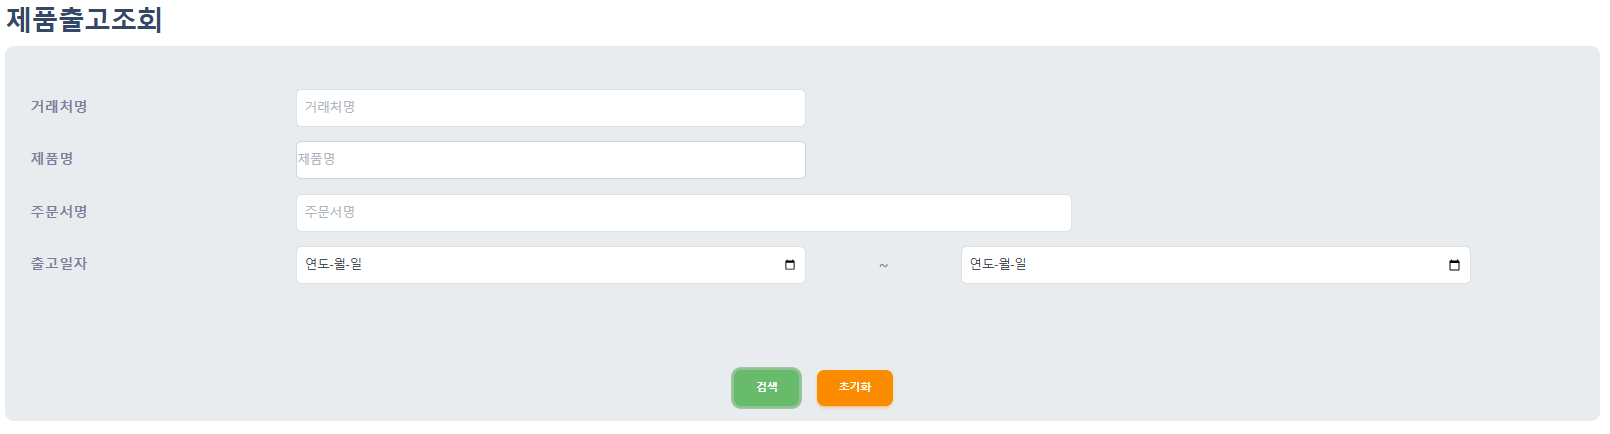 제품출고조회
거래처명 거래처명
제품명 제품명
주문서명 주문서명
출고일자 연도-월-일 ~ 연도-월-일
검색 초기화